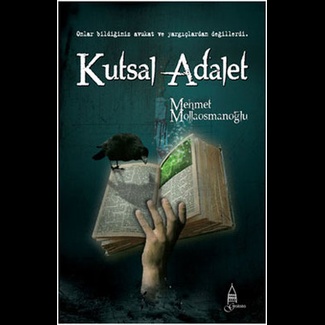 Onlar bildiğiniz avukat ve yargıçlardan değillerdi.
Kutsal Adalet
Mehmet
Mollaosmanoğlu